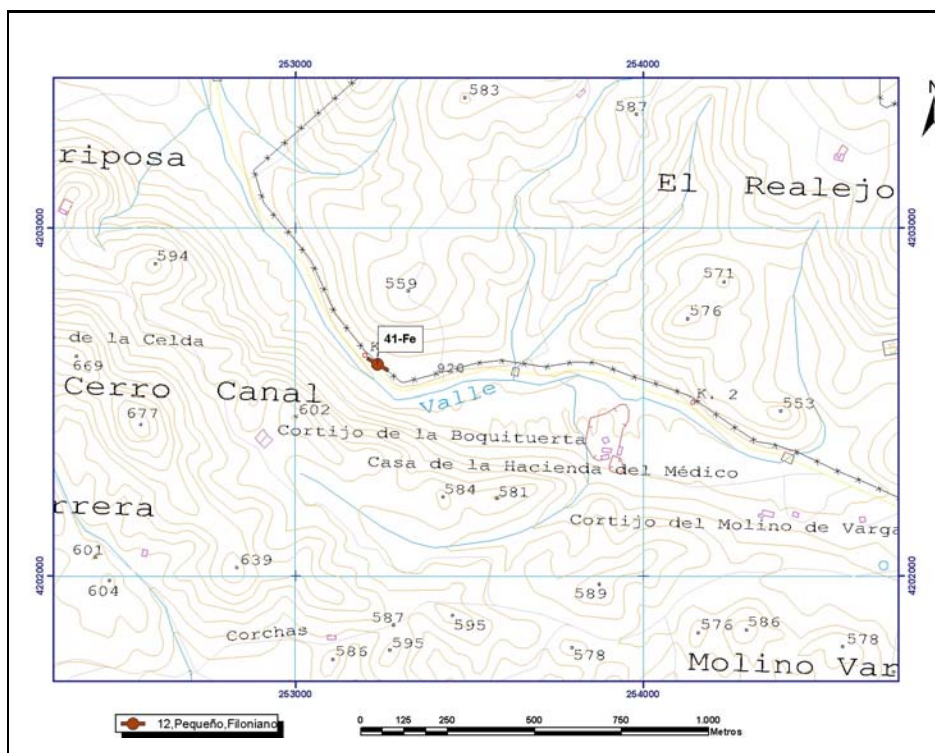 253000
254000
N
583
587
riposa
El Realejo
4203000
4203000
594
571
559
576
41-Fe
K
de la Celda
669
920
Cerro Canal
Valle
K. 2
602
553
677
Cortijo de la Boquituerta
Casa de la Hacienda del Médico
584
581
rrera
Cortijo del Molino de Varga
601
639
4202000
4202000
604
589
587
595
576
586
Corchas
595
578
586
578
Molino Var
253000
254000
12,Pequeño,Filoniano
0 125 250 500 750 1.000
Metros